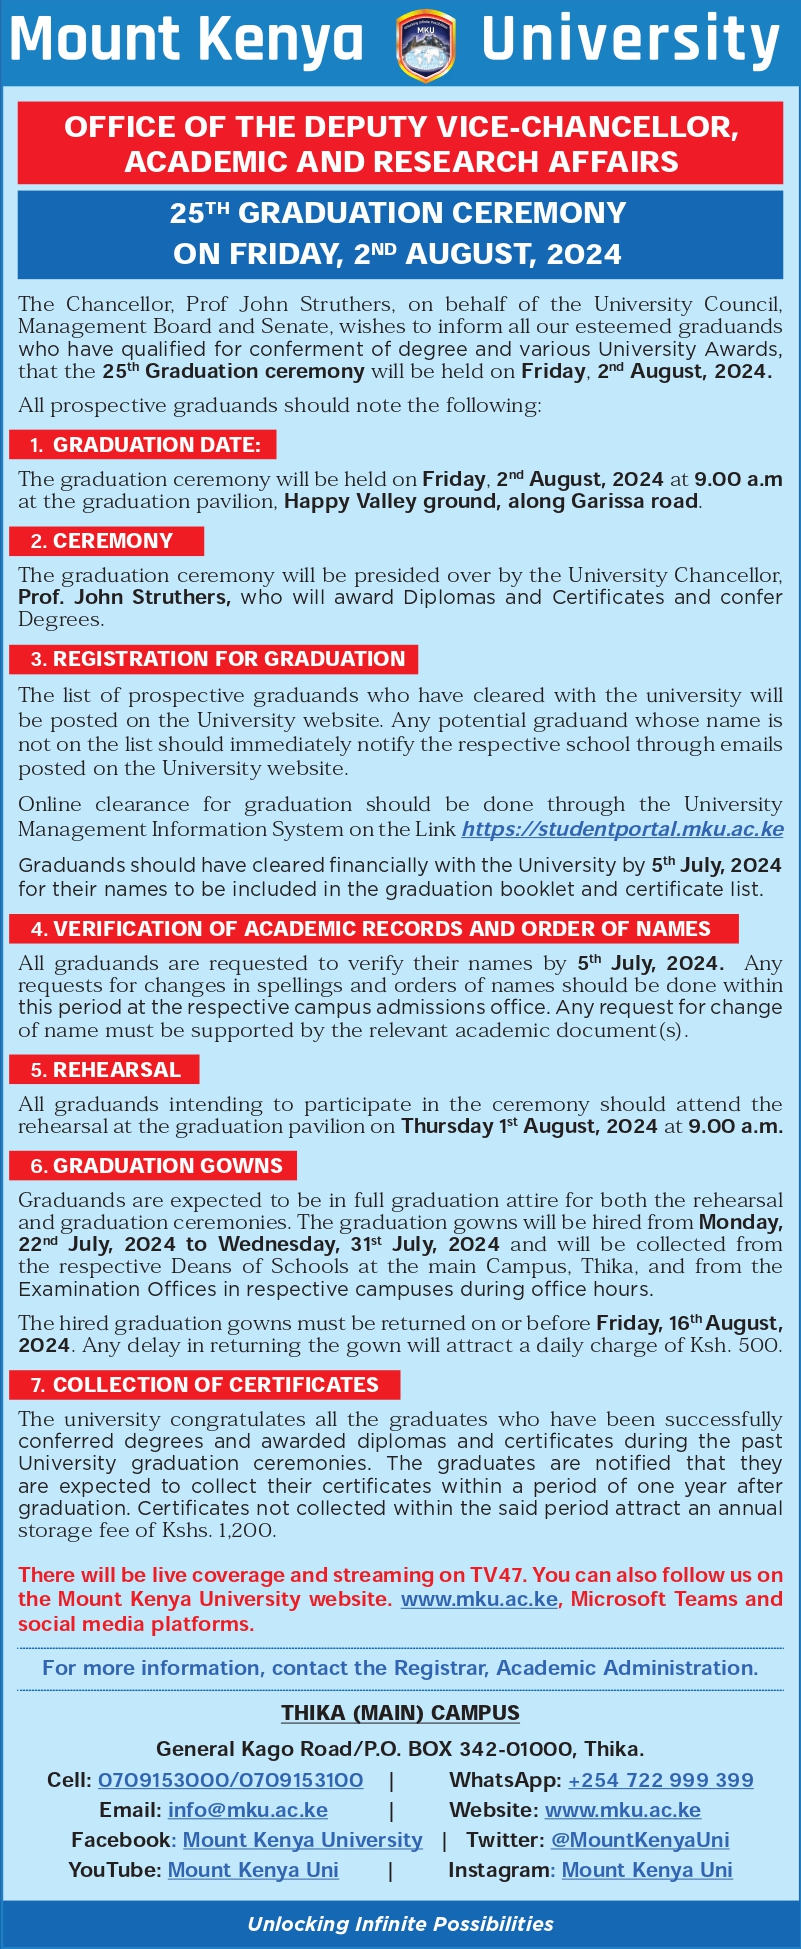 Mount Kenya University
Unlocking Infinite Possibilities
MKU
OFFICE OF THE DEPUTY VICE-CHANCELLOR,
ACADEMIC AND RESEARCH AFFAIRS
25TH GRADUATION CEREMONY
ON FRIDAY, 2ND AUGUST, 2024
The Chancellor, Prof John Struthers, on behalf of the University Council,
Management Board and Senate, wishes to inform all our esteemed graduands
who have qualified for conferment of degree and various University Awards,
that the 25th Graduation ceremony will be held on Friday, 2nd August, 2024.
All prospective graduands should note the following:
1. GRADUATION DATE:
The graduation ceremony will be held on Friday, 2nd August, 2024 at 9.00 a.m
at the graduation pavilion, Happy Valley ground, along Garissa road.
2. CEREMONY
The graduation ceremony will be presided over by the University Chancellor,
Prof. John Struthers, who will award Diplomas and Certificates and confer
Degrees.
3. REGISTRATION FOR GRADUATION
The list of prospective graduands who have cleared with the university will
be posted on the University website. Any potential graduand whose name is
not on the list should immediately notify the respective school through emails
posted on the University website.
Online clearance for graduation should be done through the University
Management Information System on the Link https://studentportal.mku.ac.ke
Graduands should have cleared financially with the University by 5th July, 2024
for their names to be included in the graduation booklet and certificate list.
4. VERIFICATION OF ACADEMIC RECORDS AND ORDER OF NAMES
All graduands are requested to verify their names by 5th July, 2024. Any
requests for changes in spellings and orders of names should be done within
this period at the respective campus admissions office. Any request for change
of name must be supported by the relevant academic document(s).
5. REHEARSAL
All graduands intending to participate in the ceremony should attend the
rehearsal at the graduation pavilion on Thursday 1st August, 2024 at 9.00 a.m.
6. GRADUATION GOWNS
Graduands are expected to be in full graduation attire for both the rehearsal
and graduation ceremonies. The graduation gowns will be hired from Monday,
22nd July, 2024 to Wednesday, 31st July, 2024 and will be collected from
the respective Deans of Schools at the main Campus, Thika, and from the
Examination Offices in respective campuses during office hours.
The hired graduation gowns must be returned on or before Friday, 16th August,
2024. Any delay in returning the gown will attract a daily charge of Ksh. 500.
7. COLLECTION OF CERTIFICATES
The university congratulates all the graduates who have been successfully
conferred degrees and awarded diplomas and certificates during the past
University graduation ceremonies. The graduates are notified that they
are expected to collect their certificates within a period of one year after
graduation. Certificates not collected within the said period attract an annual
storage fee of Kshs. 1,200.
There will be live coverage and streaming on TV47. You can also follow us on
the Mount Kenya University website. www.mku.ac.ke, Microsoft Teams and
social media platforms.
For more information, contact the Registrar, Academic Administration.
THIKA (MAIN) CAMPUS
General Kago Road/P.O. BOX 342-01000, Thika.
Cell: 0709153000/0709153100 | WhatsApp: +254 722 999 399
Email: info@mku.ac.ke | Website: www.mku.ac.ke
Facebook: Mount Kenya University | Twitter: @MountKenyaUni
YouTube: Mount Kenya Uni | Instagram: Mount Kenya Uni
Unlocking Infinite Possibilities